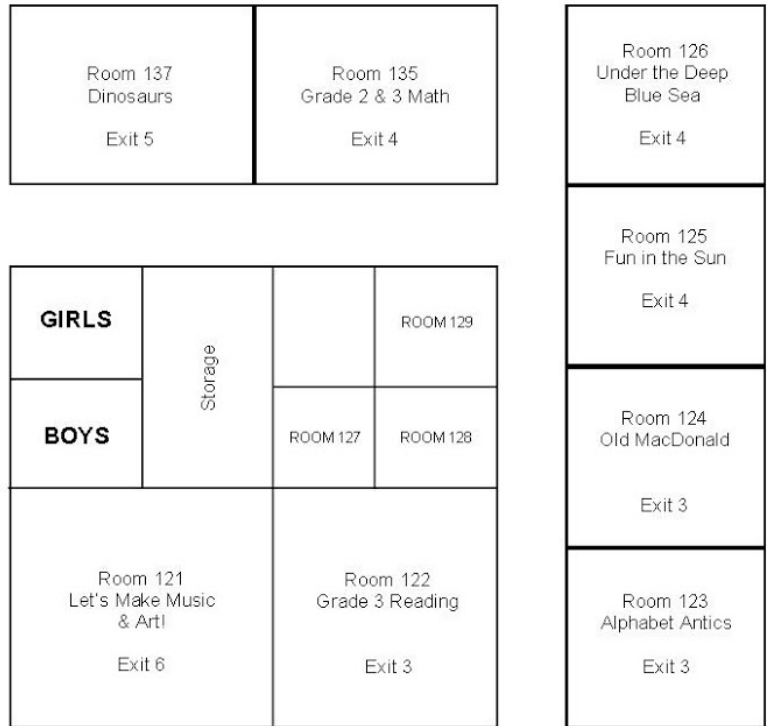 Room 137
Dinosaurs
Exit 5
Room 135
Grade 2 & 3 Math
Exit 4
Room 126
Under the Deep
Blue Sea
Exit 4
Room 125
Fun in the Sun
Exit 4
GIRLS
BOYS
Storage
ROOM 129
ROOM 127
ROOM 128
Room 124
Old MacDonald
Exit 3
Room 121
Let's Make Music
& Art!
Exit 6
Room 122
Grade 3 Reading
Exit 3
Room 123
Alphabet Antics
Exit 3